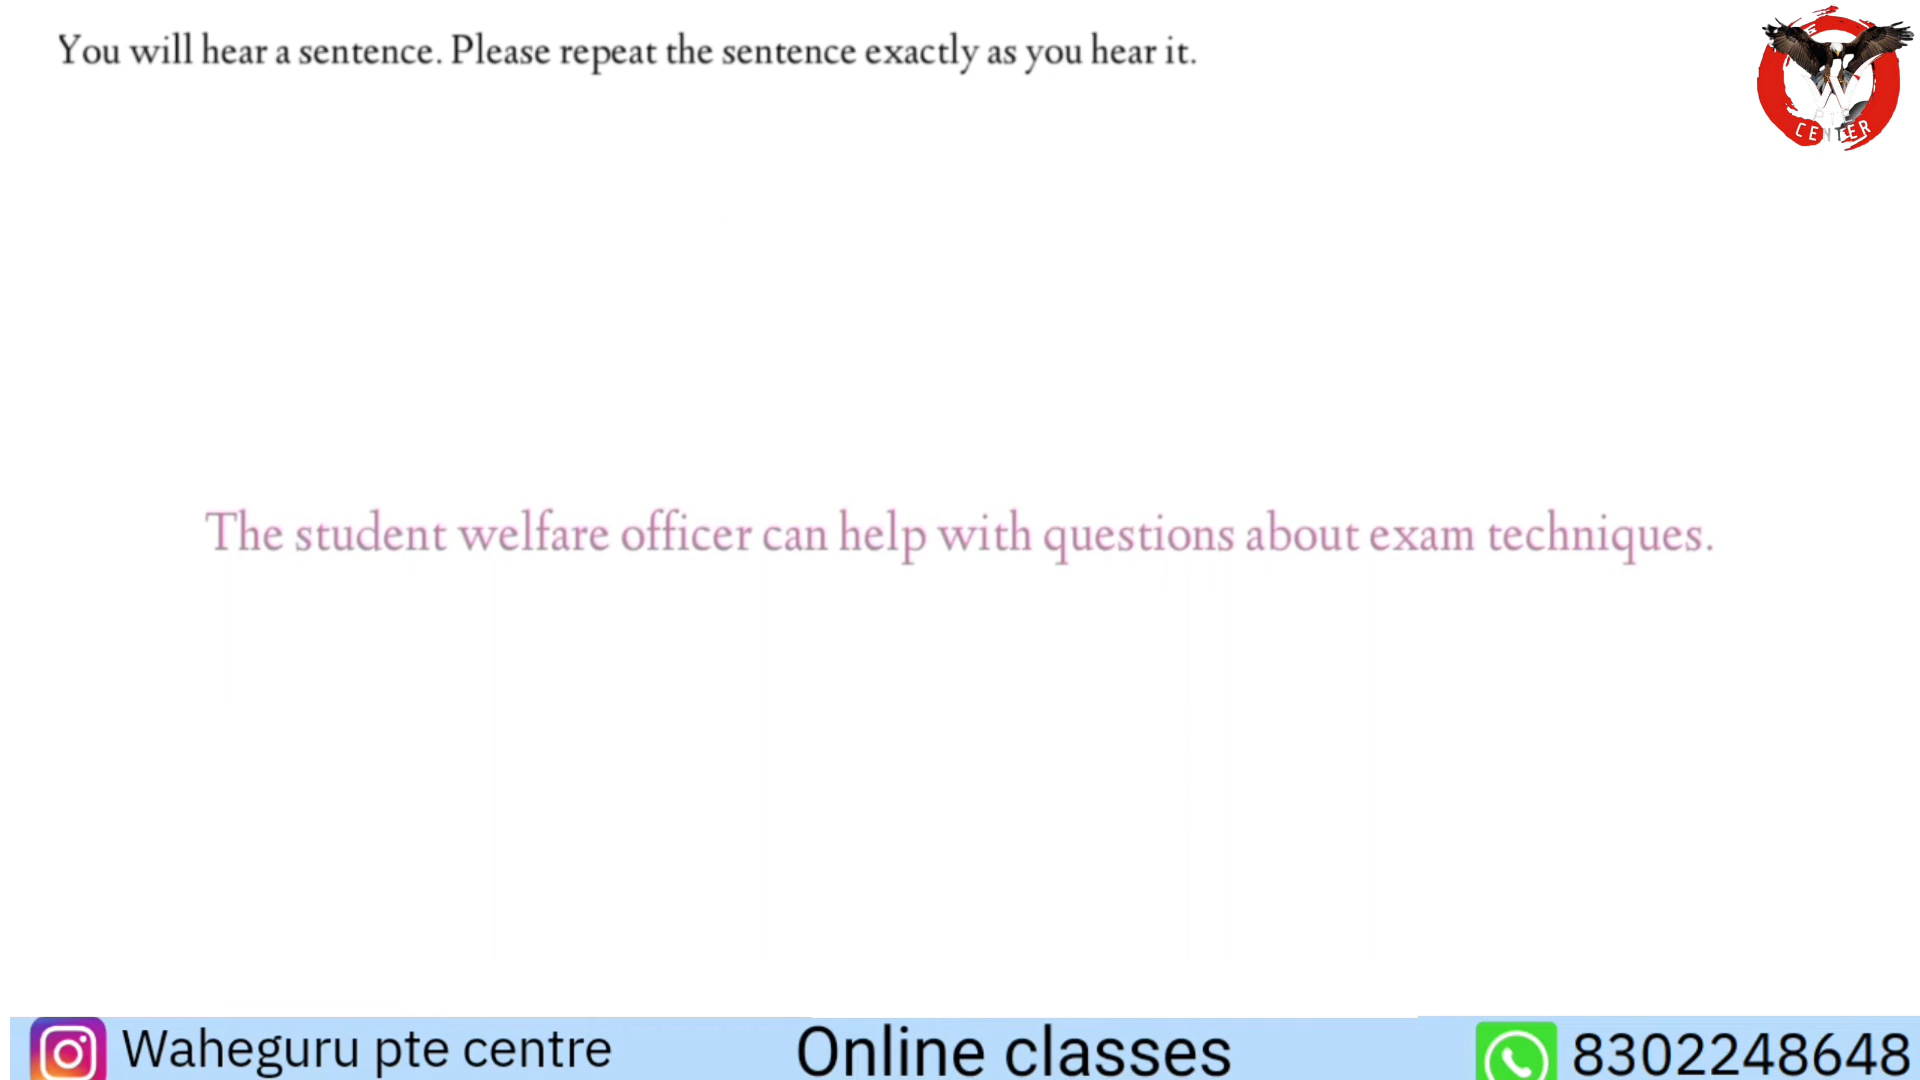 You will hear a sentence. Please repeat the sentence exactly as you hear it.
CENTER
The student welfare officer can help with questions about exam techniques.
Waheguru pte centre
Online classes
8302248648